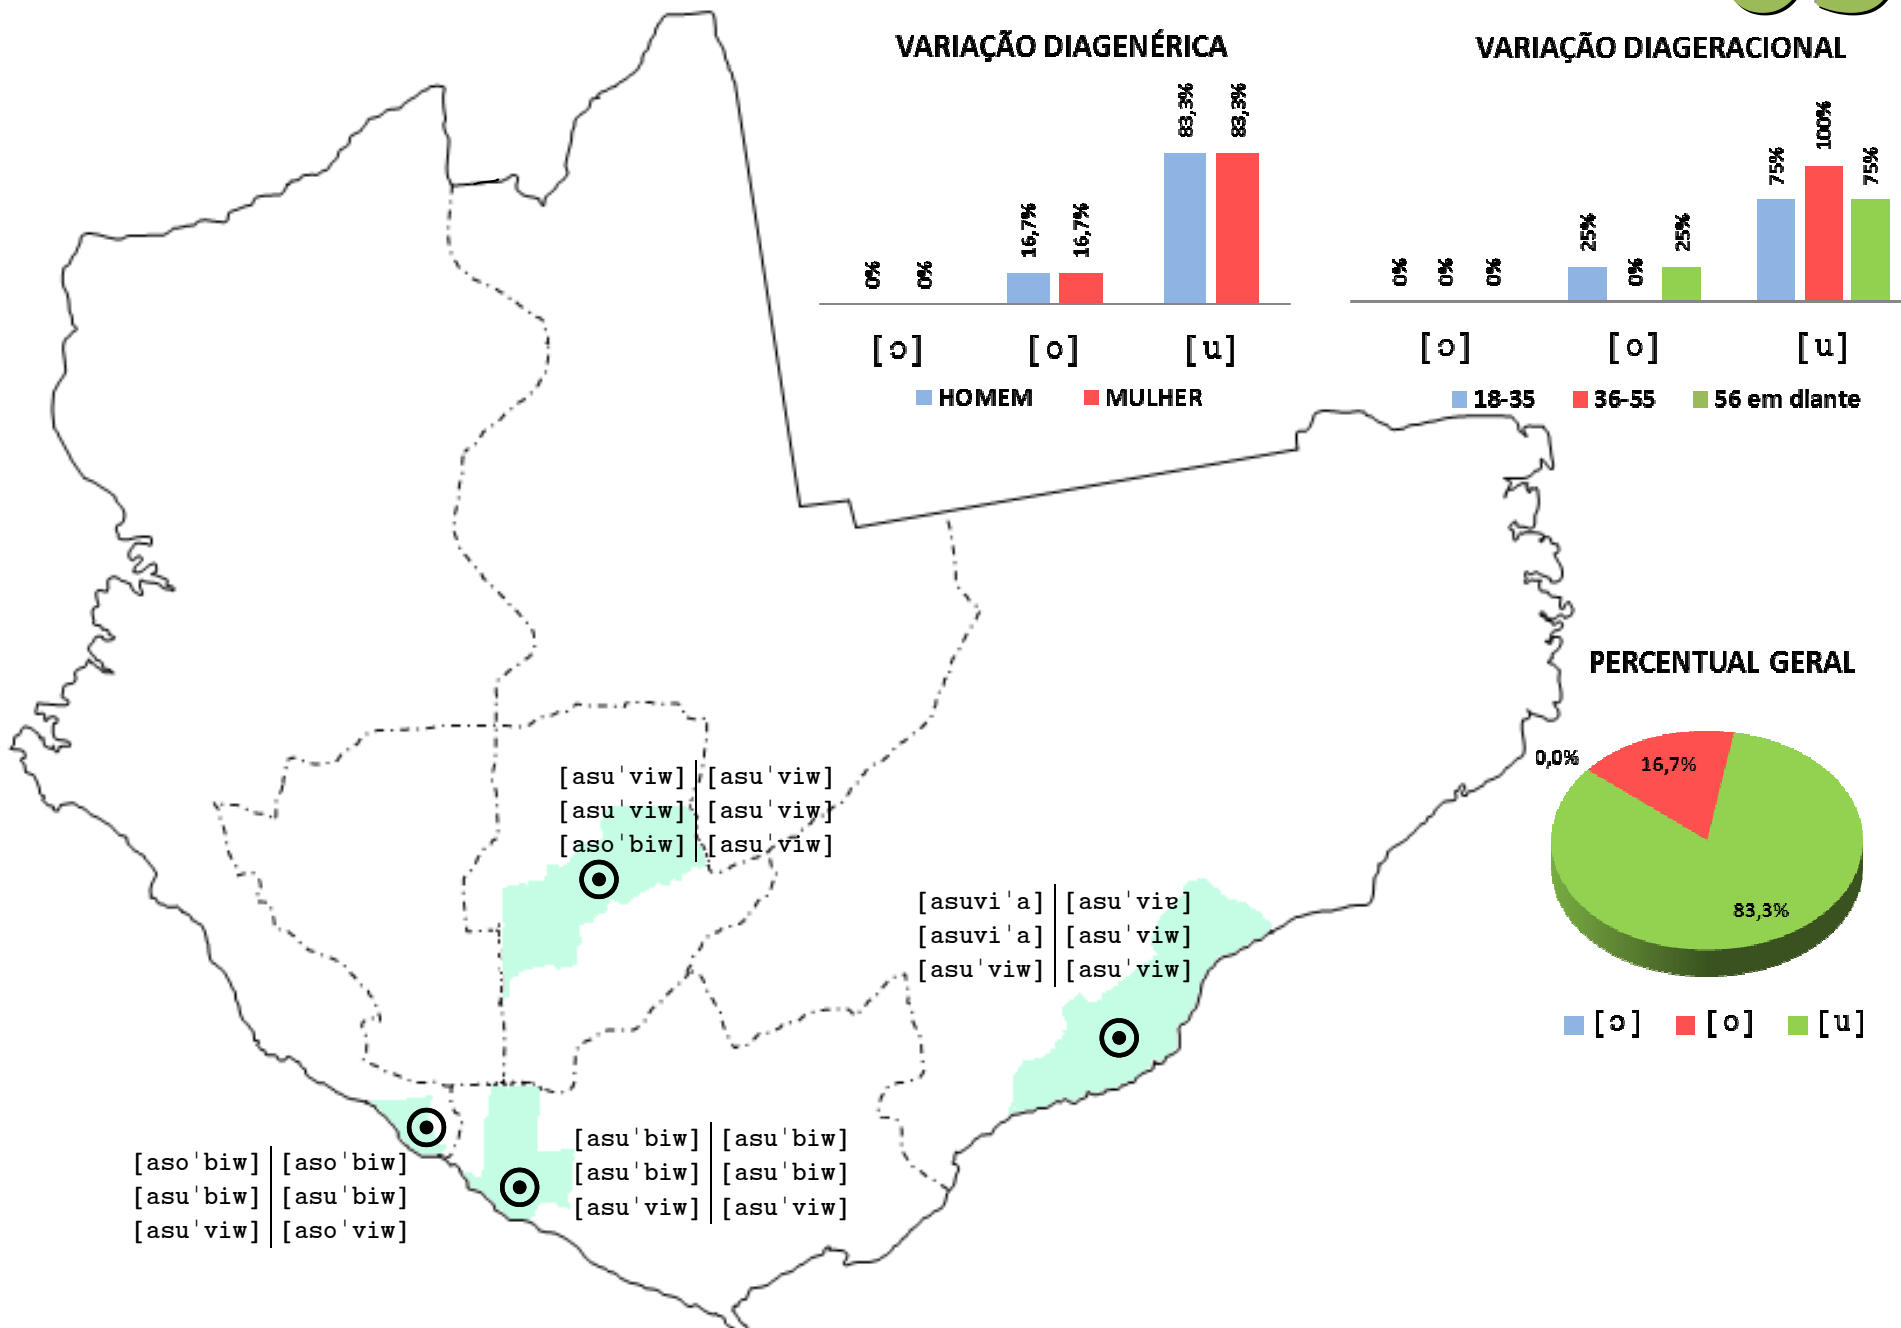 VARIAÇÃO DIAGENÉRICA
83,3% 83,3%
16,7% 16,7%
0% 0%
[ɔ] [o] [u]
HOMEM MULHER
VARIAÇÃO DIAGERACIONAL
100%
75% 75%
25% 0% 25%
0% 0% 0%
[ɔ] [o] [u]
18-35 36-55 56 em diante
PERCENTUAL GERAL
0,0% 16,7%
83,3%
[ɔ] [o] [u]
[asuˈviw] [asuˈviw]
[asuˈviw] [asuˈviw]
[asoˈbiw] [asuˈviw]
[asuviˈa] [asuˈviɐ]
[asuviˈa] [asuˈviw]
[asuˈviw] [asuˈviw]
[asuˈbiw] [asuˈbiw]
[asuˈbiw] [asuˈbiw]
[asuˈviw] [asuˈviw]
[asoˈbiw] [asoˈbiw]
[asuˈbiw] [asuˈbiw]
[asuˈviw] [asoˈviw]